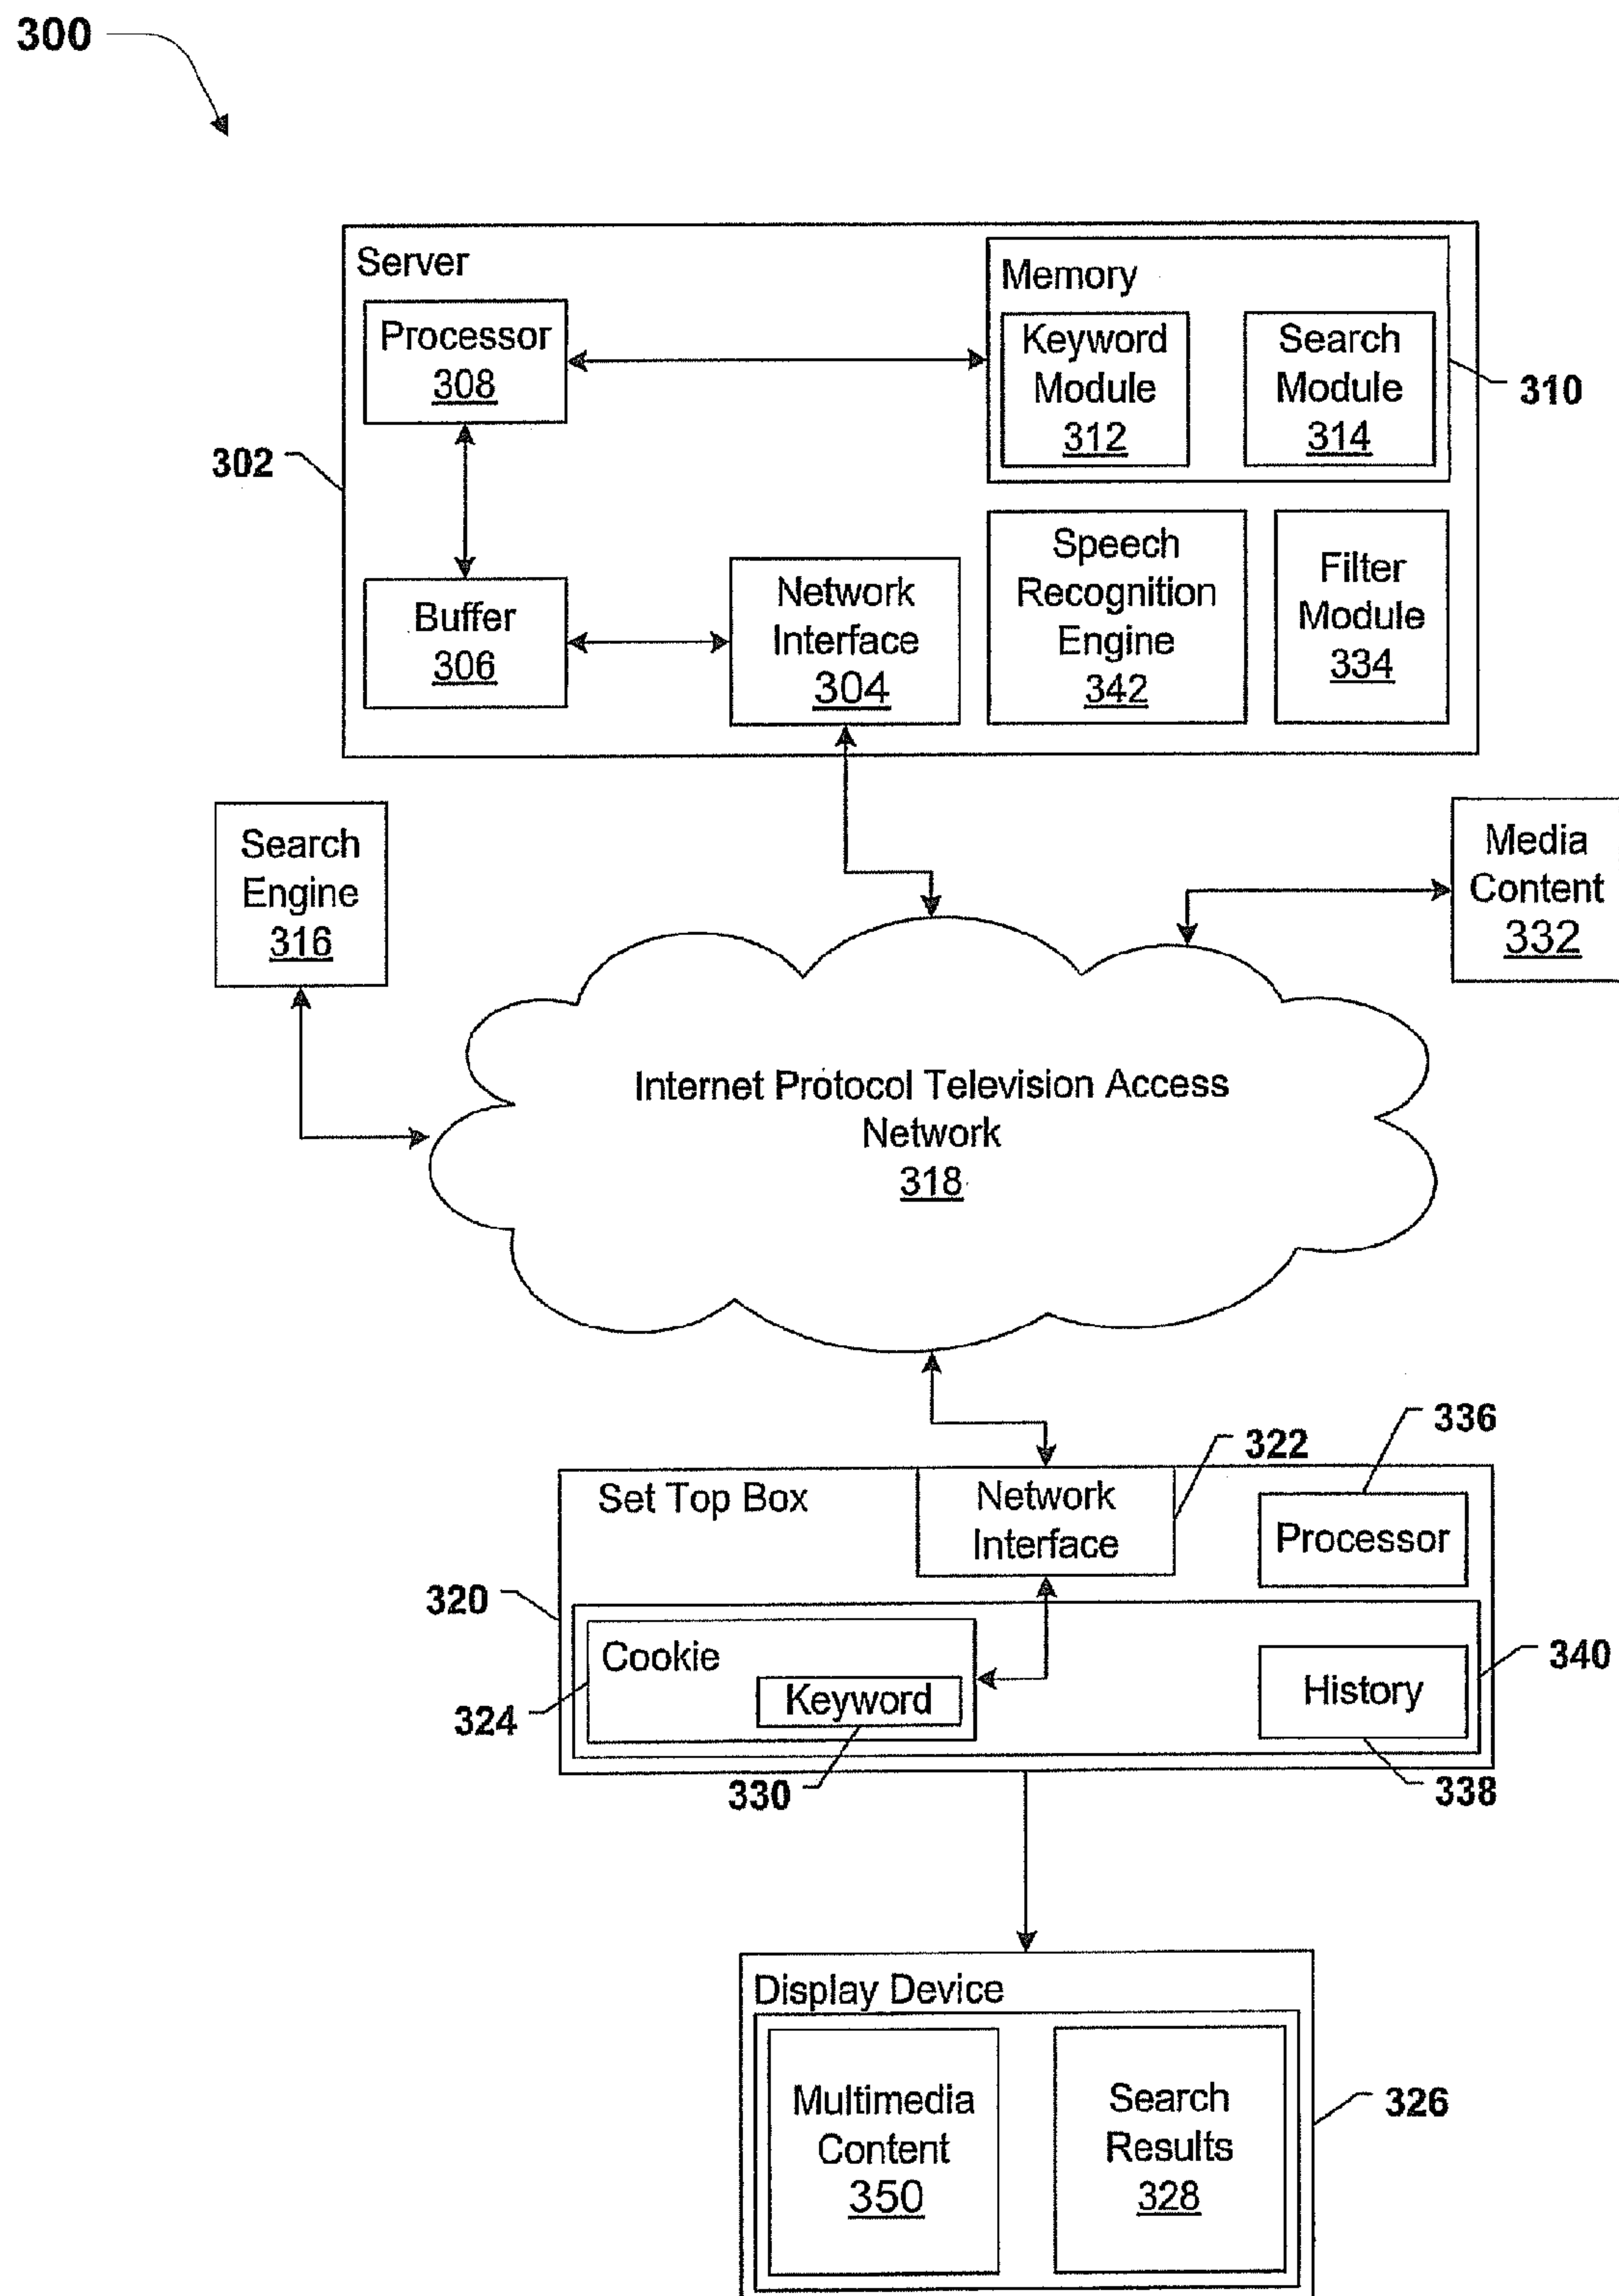 300
Server
Processor
308
Memory
Keyword
Module
312
Search
Module
314
310
302
Buffer
306
Network
Interface
304
Speech
Recognition
Engine
342
Filter
Module
334
Search
Engine
316
Media
Content
332
Internet Protocol Television Access
Network
318
336
322
Set Top Box
Network
Interface
Processor
320
340
Cookie
Keyword
History
324
330
338
Display Device
Multimedia
Content
350
Search
Results
328
326